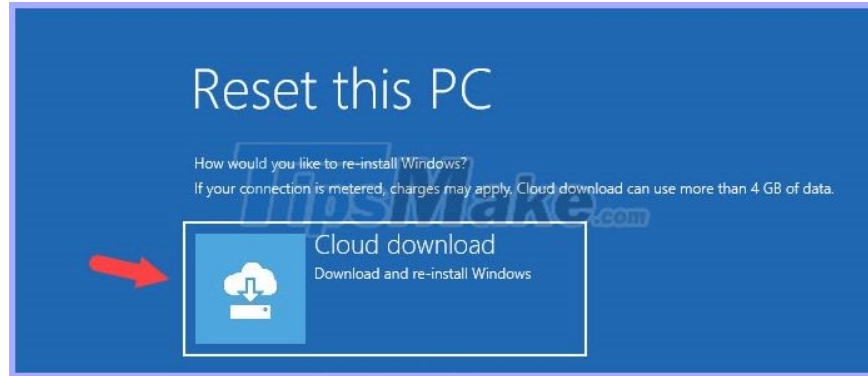 Reset this PC
How would you like to re-install Windows?
If your connection is metered, charges may apply. Cloud download can use more than 4 GB of data.
TipsMake.com
Cloud download
Download and re-install Windows